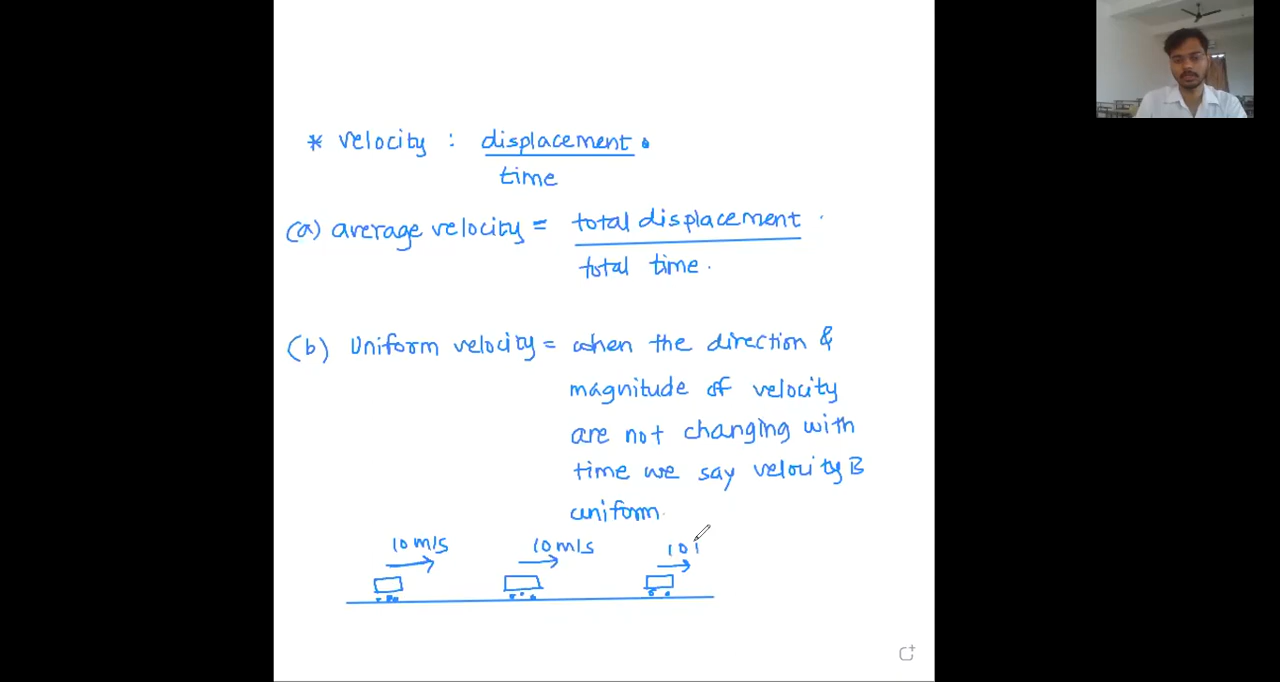 * velocity : displacement.
time
(a) average velocity = total displacement
total time.
(b) Uniform velocity = when the direction &
magnitude of velocity
are not changing with
time we say velocity is
uniform.
10 m/s 10 m/s 10